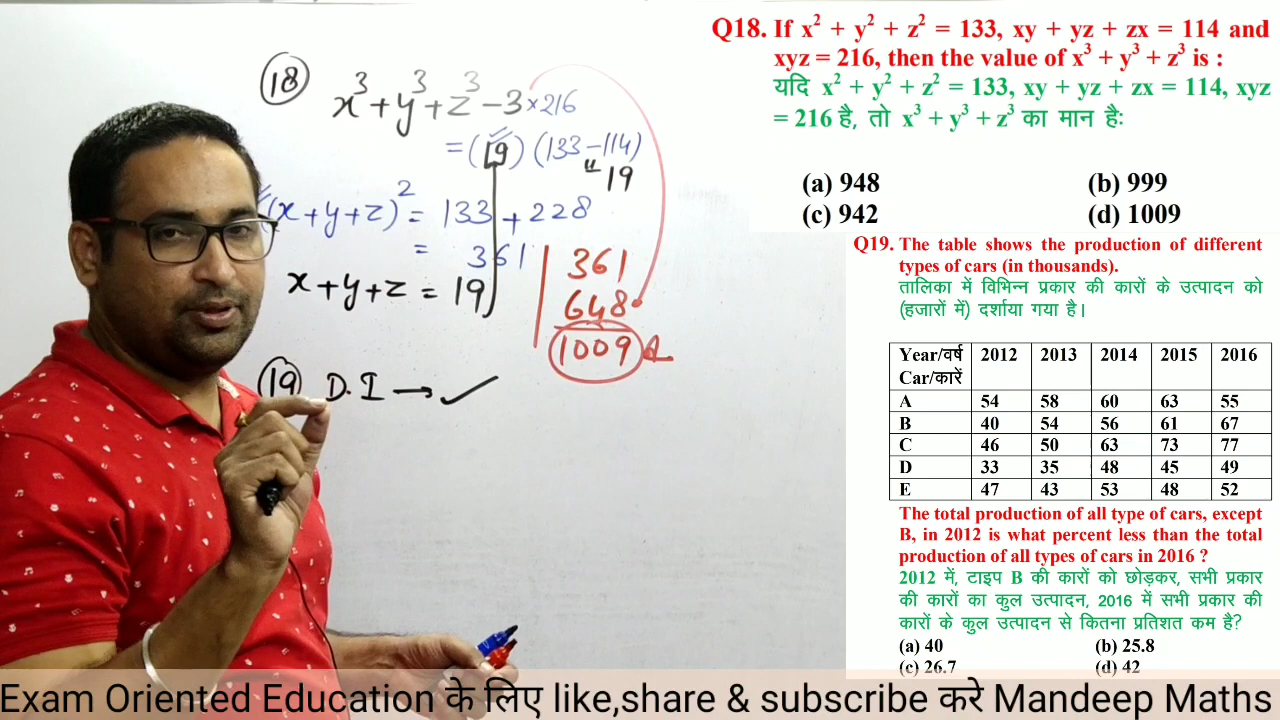 18
x³ + y³ + z³ − 3 × 216
= (19) (133 − 114)
19
(x + y + z)² = 133 + 228
= 361
x + y + z = 19
361
648
1009
19 D.I → ✓
Q18. If x² + y² + z² = 133, xy + yz + zx = 114 and
xyz = 216, then the value of x³ + y³ + z³ is :
यदि x² + y² + z² = 133, xy + yz + zx = 114, xyz
= 216 है, तो x³ + y³ + z³ का मान हैः
(a) 948 (b) 999
(c) 942 (d) 1009
Q19. The table shows the production of different
types of cars (in thousands).
तालिका में विभिन्न प्रकार की कारों के उत्पादन को
(हजारों में) दर्शाया गया है।
Year/वर्ष 2012 2013 2014 2015 2016
Car/कारें
A 54 58 60 63 55
B 40 54 56 61 67
C 46 50 63 73 77
D 33 35 48 45 49
E 47 43 53 48 52
The total production of all type of cars, except
B, in 2012 is what percent less than the total
production of all types of cars in 2016 ?
2012 में, टाइप B की कारों को छोड़कर, सभी प्रकार
की कारों का कुल उत्पादन, 2016 में सभी प्रकार की
कारों के कुल उत्पादन से कितना प्रतिशत कम है?
(a) 40 (b) 25.8
(c) 26.7 (d) 42
Exam Oriented Education के लिए like,share & subscribe करे Mandeep Maths